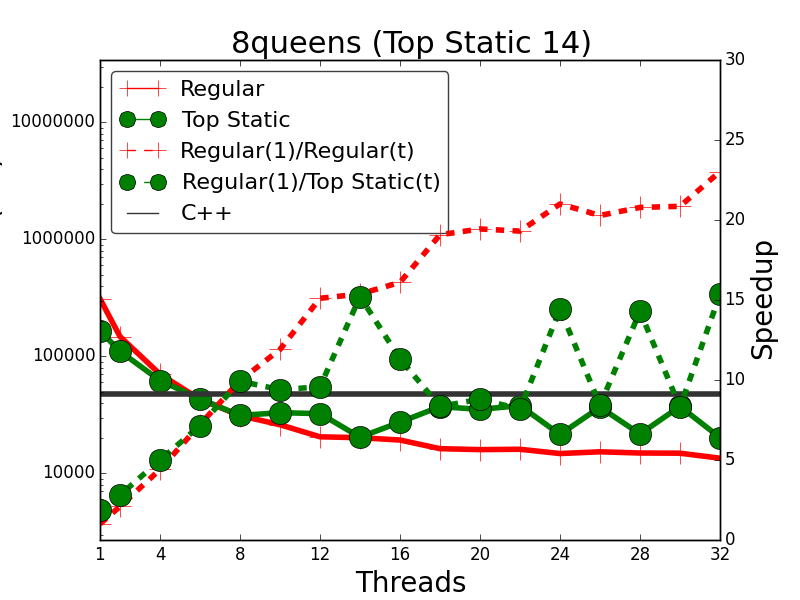 8queens (Top Static 14)
Regular
Top Static
Regular(1)/Regular(t)
Regular(1)/Top Static(t)
C++
10000000
1000000
100000
10000
30
25
20
15
10
5
0
Speedup
1 4 8 12 16 20 24 28 32
Threads